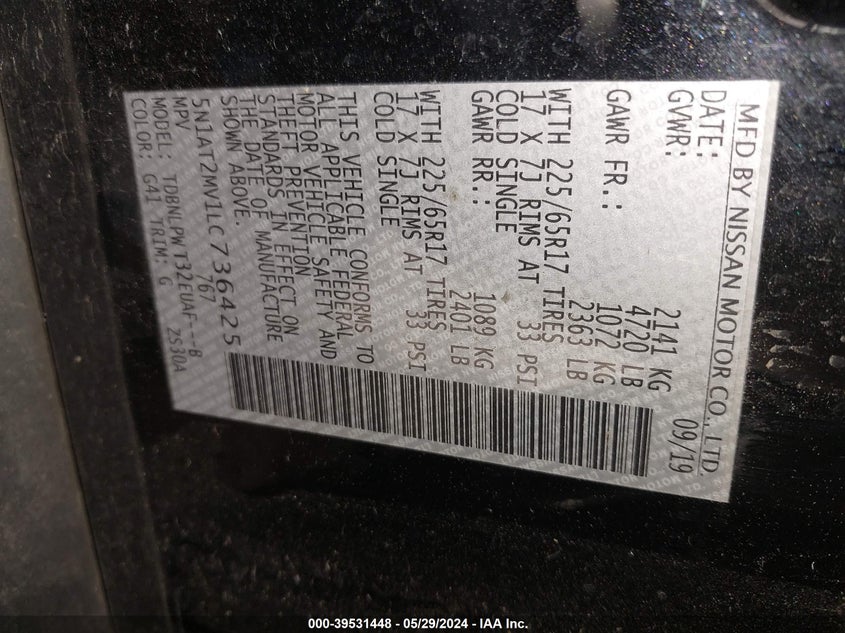 MFD BY NISSAN MOTOR CO., LTD
DATE: 09/19
GVWR: 2141 KG
4720 LB
GAWR FR.: 1072 KG
2363 LB
WITH 225/65R17 TIRES
17 X 7J RIMS AT 33 PSI
COLD SINGLE
GAWR RR.: 1089 KG
2401 LB
WITH 225/65R17 TIRES
17 X 7J RIMS AT 33 PSI
COLD SINGLE
THIS VEHICLE CONFORMS TO
ALL APPLICABLE FEDERAL
MOTOR VEHICLE SAFETY AND
THEFT PREVENTION
STANDARDS IN EFFECT ON
THE DATE OF MANUFACTURE
SHOWN ABOVE.
5N1AT2MV1LC736425
MPV 767
MODEL: TDBNLPWT32EUAF---B
COLOR: G41 TRIM: G 2S30A
000-39531448 - 05/29/2024 - IAA Inc.